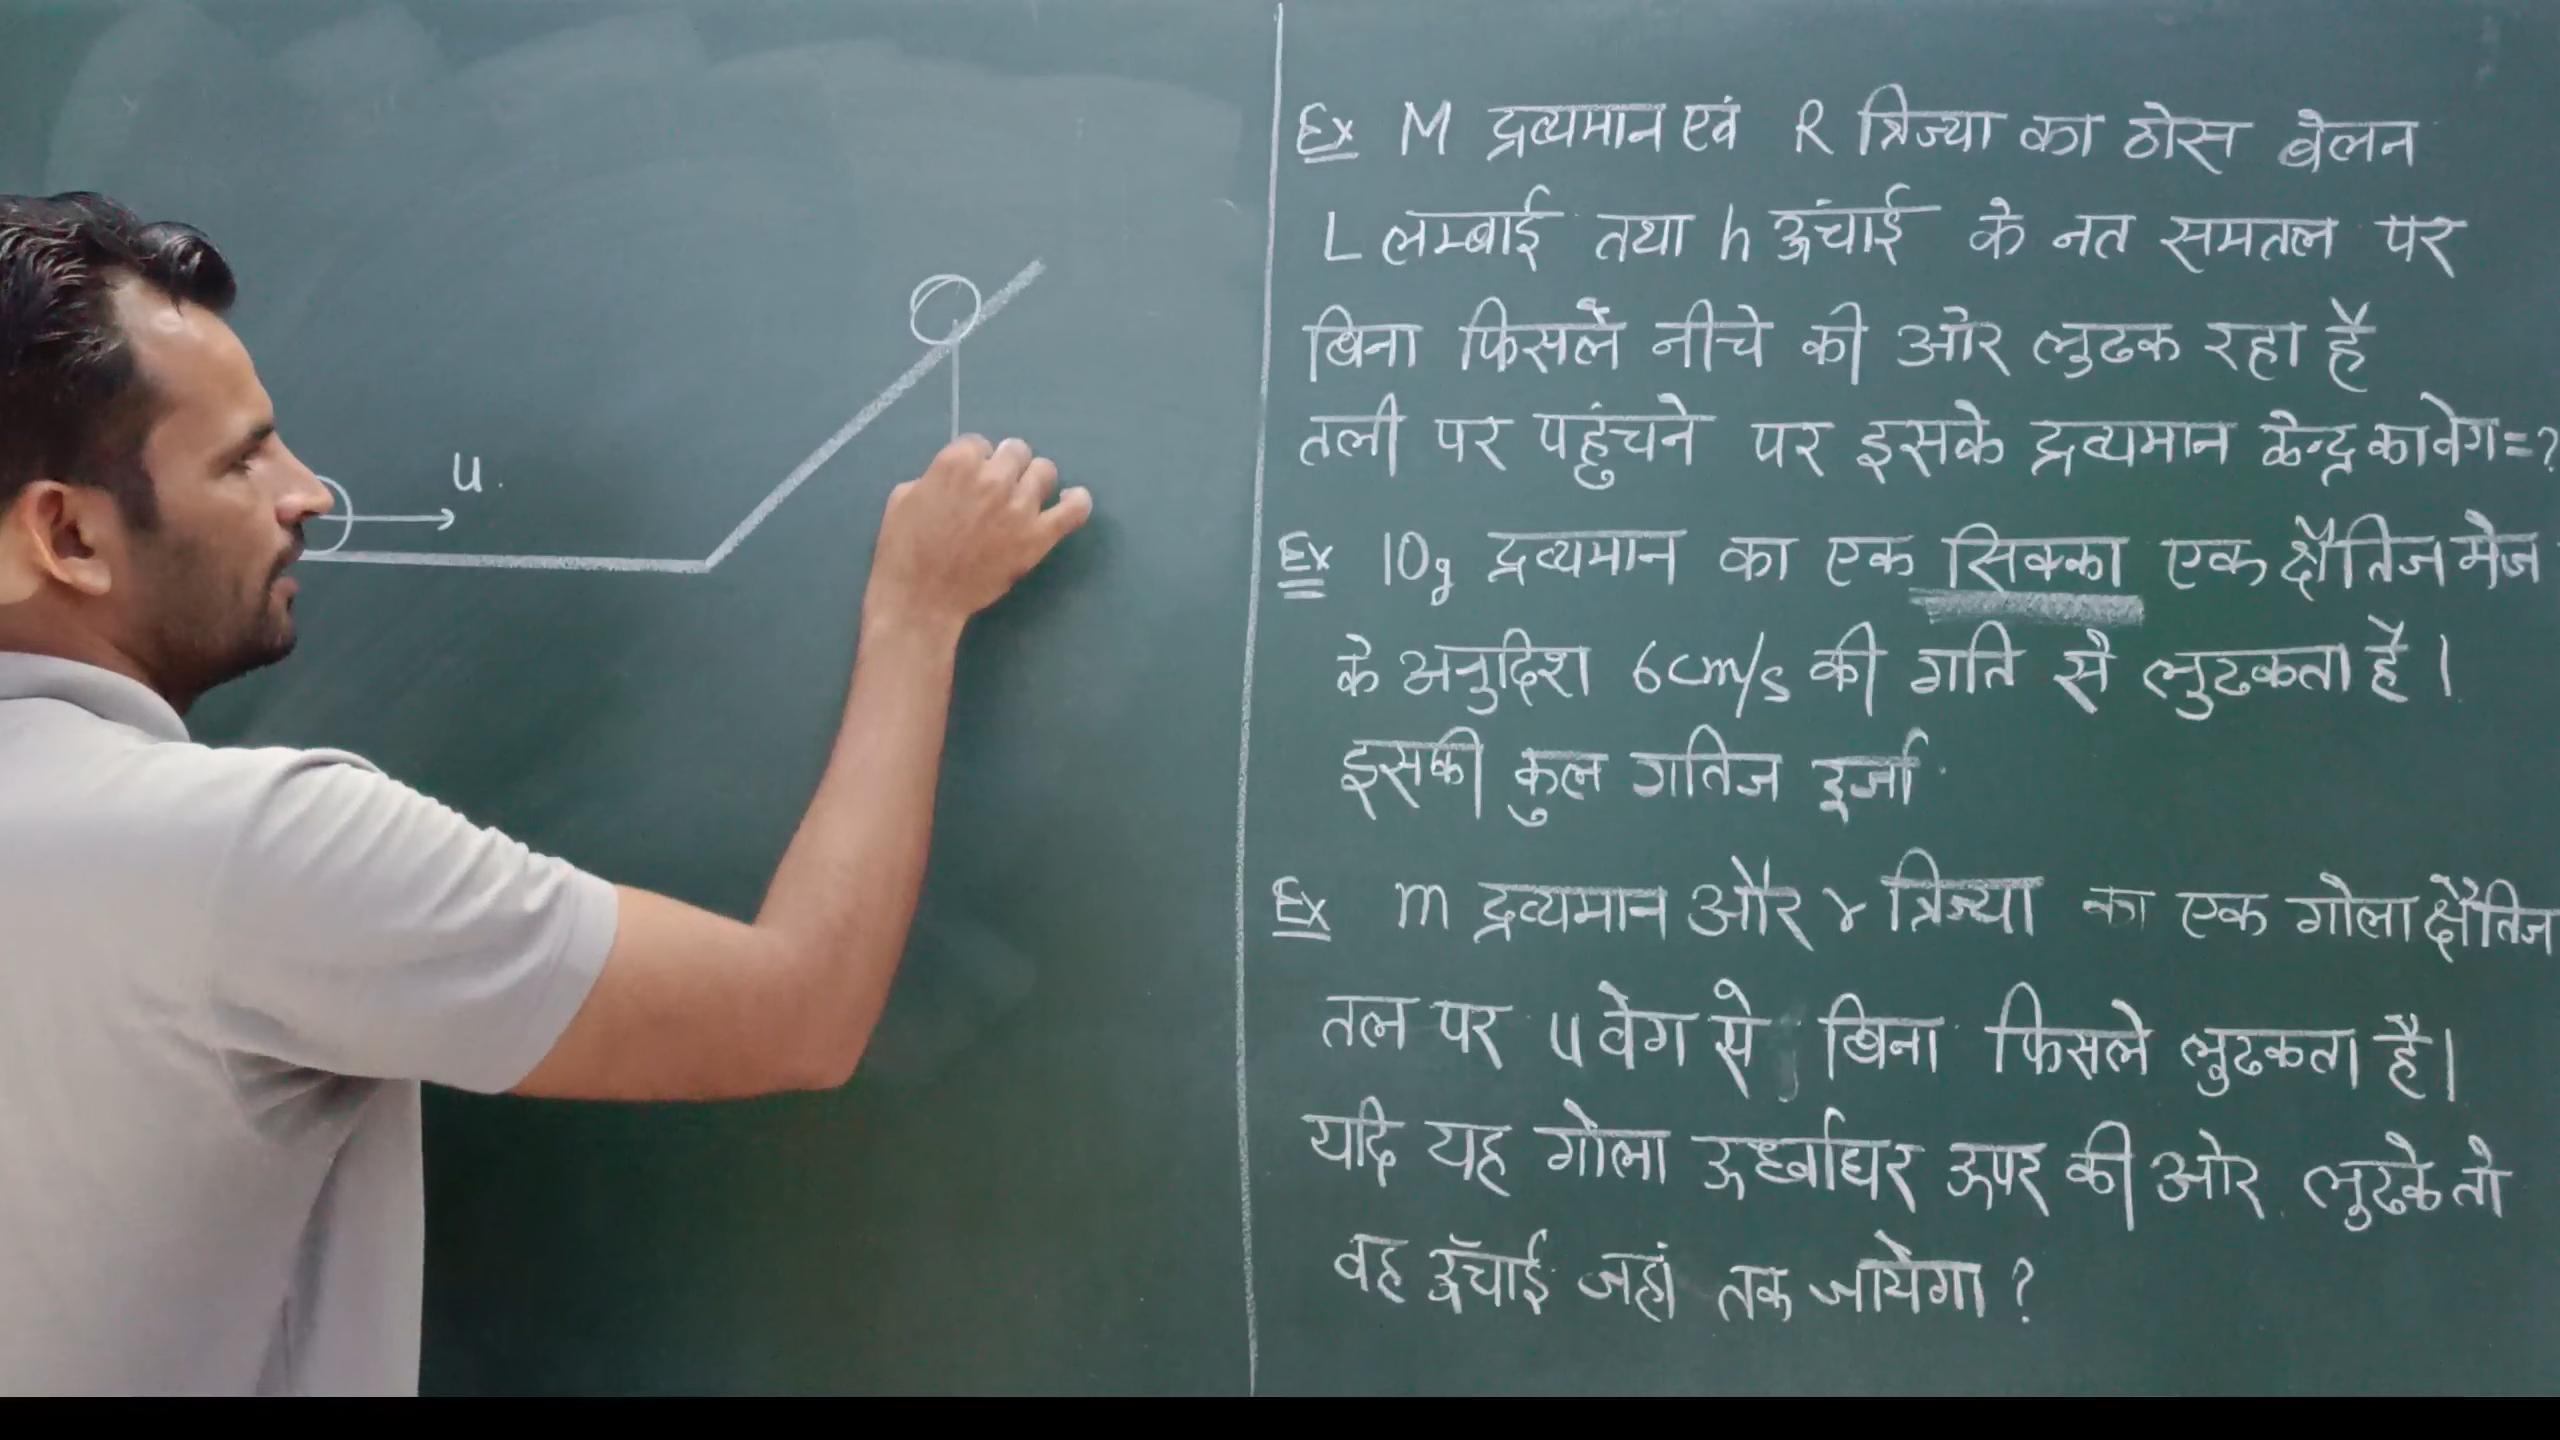 u.
Ex M द्रव्यमान एवं R त्रिज्या का ठोस बेलन
L लम्बाई तथा h ऊंचाई के नत समतल पर
बिना फिसले नीचे की ओर लुढक रहा है
तली पर पहुंचने पर इसके द्रव्यमान केन्द्र का वेग=?
Ex 10g द्रव्यमान का एक सिक्का एक क्षैतिज मेज
के अनुदिश 6cm/s की गति से लुढकता है।
इसकी कुल गतिज ऊर्जा
Ex m द्रव्यमान और r त्रिज्या का एक गोला क्षैतिज
तल पर u वेग से बिना फिसले लुढकता है।
यदि यह गोला ऊर्ध्वाधर ऊपर की ओर लुढके तो
वह ऊँचाई जहां तक जायेगा?